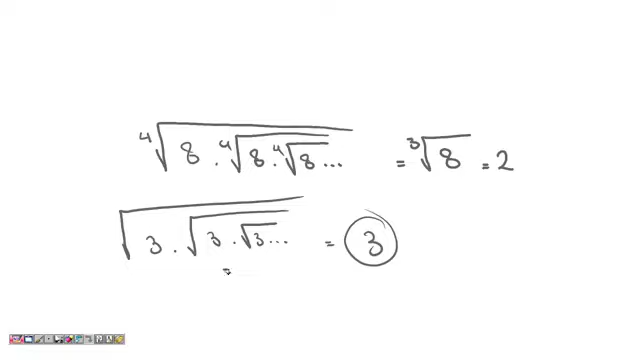 ⁴√(8 · ⁴√(8 · ⁴√8 ...)) = ³√8 = 2
√(3 · √(3 · √3 ...)) = 3
=